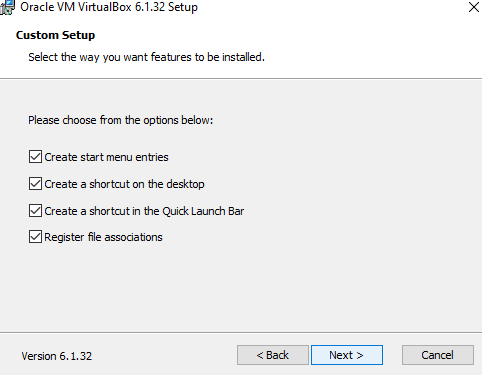 Oracle VM VirtualBox 6.1.32 Setup
Custom Setup
Select the way you want features to be installed.
Please choose from the options below:
Create start menu entries
Create a shortcut on the desktop
Create a shortcut in the Quick Launch Bar
Register file associations
Version 6.1.32
< Back
Next >
Cancel